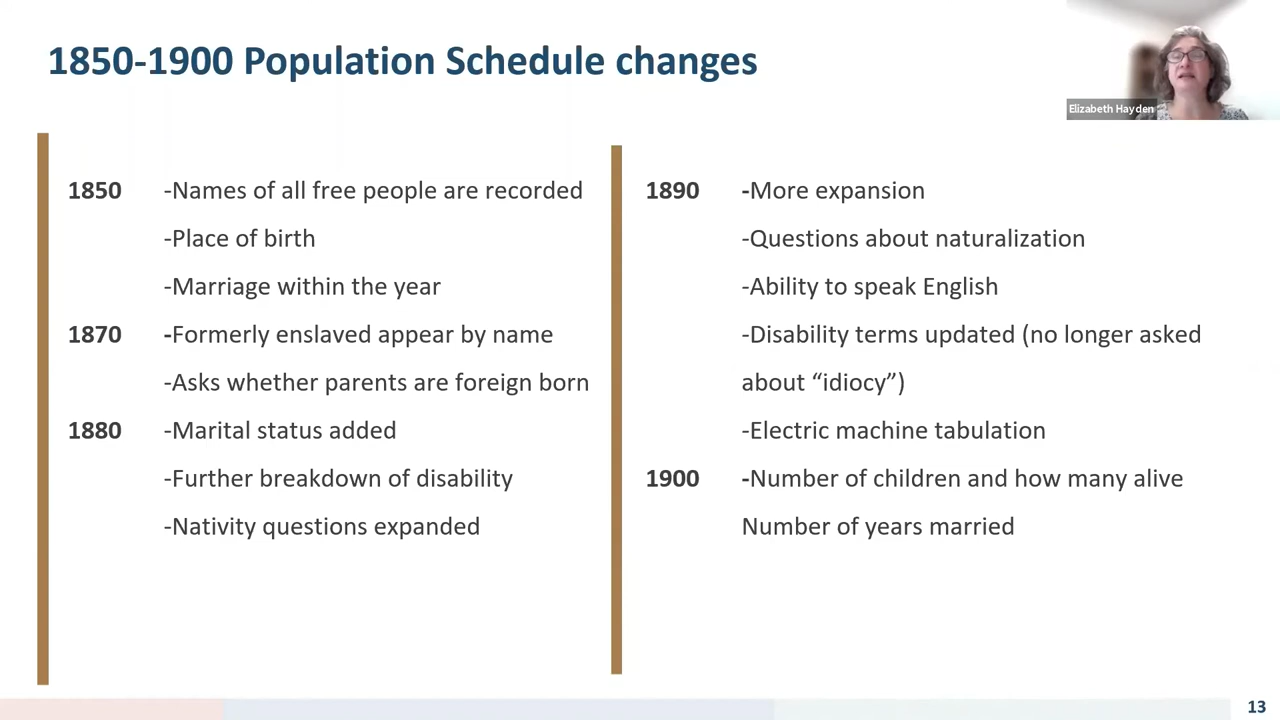 1850-1900 Population Schedule changes
Elizabeth Hayden
1850 -Names of all free people are recorded
-Place of birth
-Marriage within the year
1870 -Formerly enslaved appear by name
-Asks whether parents are foreign born
1880 -Marital status added
-Further breakdown of disability
-Nativity questions expanded
1890 -More expansion
-Questions about naturalization
-Ability to speak English
-Disability terms updated (no longer asked
about “idiocy”)
-Electric machine tabulation
1900 -Number of children and how many alive
Number of years married
13